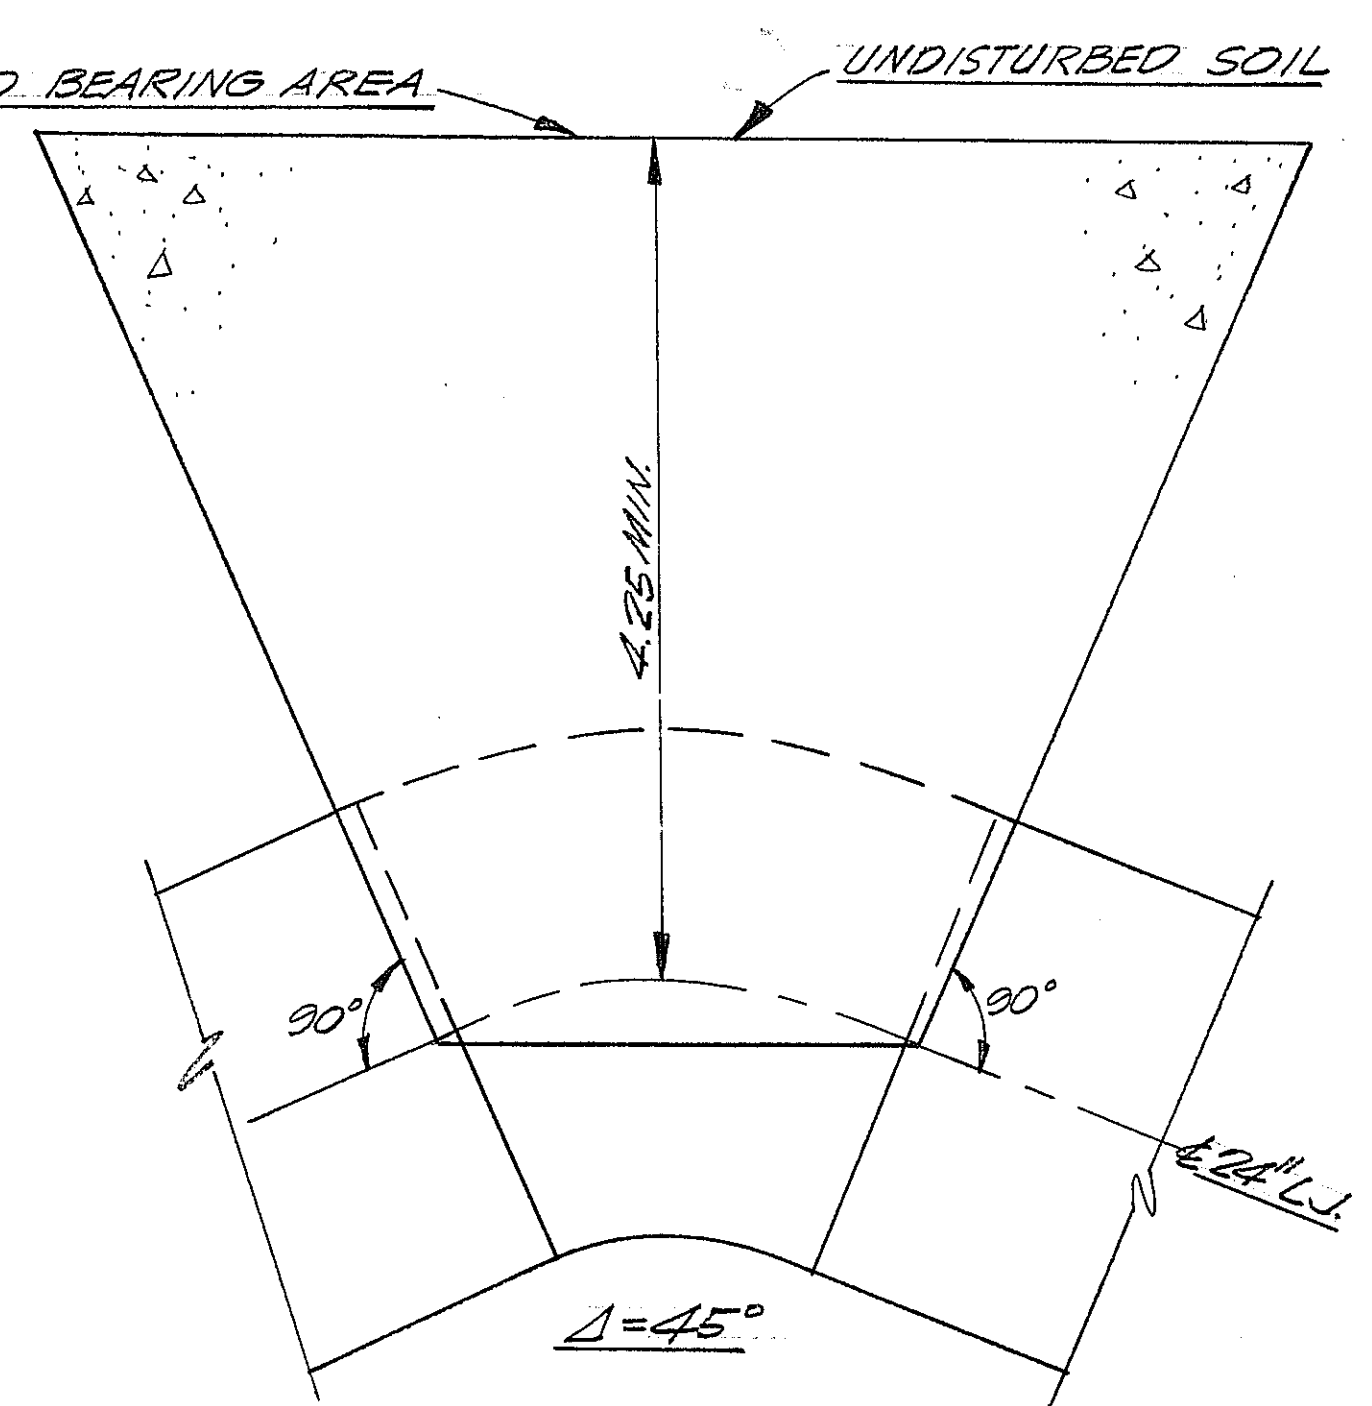 BEARING AREA
UNDISTURBED SOIL
4.25 MIN.
90°
90°
℄ 24" L.J.
Δ=45°